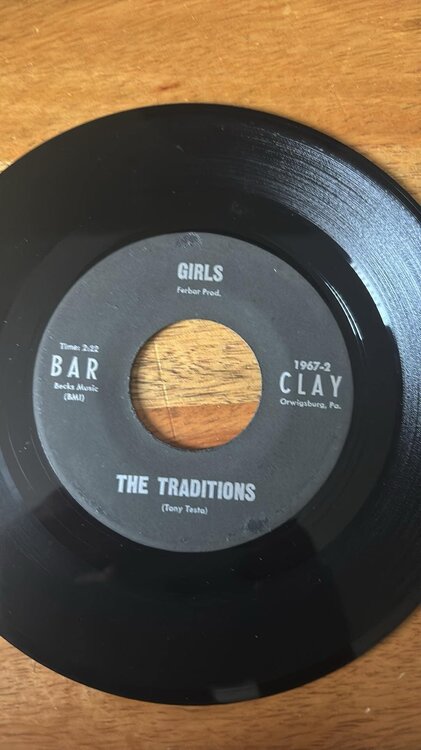 GIRLS
Ferbar Prod.
Time: 2:22
BAR
Becks Music
(BMI)
1967-2
CLAY
Orwigsburg, Pa.
THE TRADITIONS
(Tony Testa)